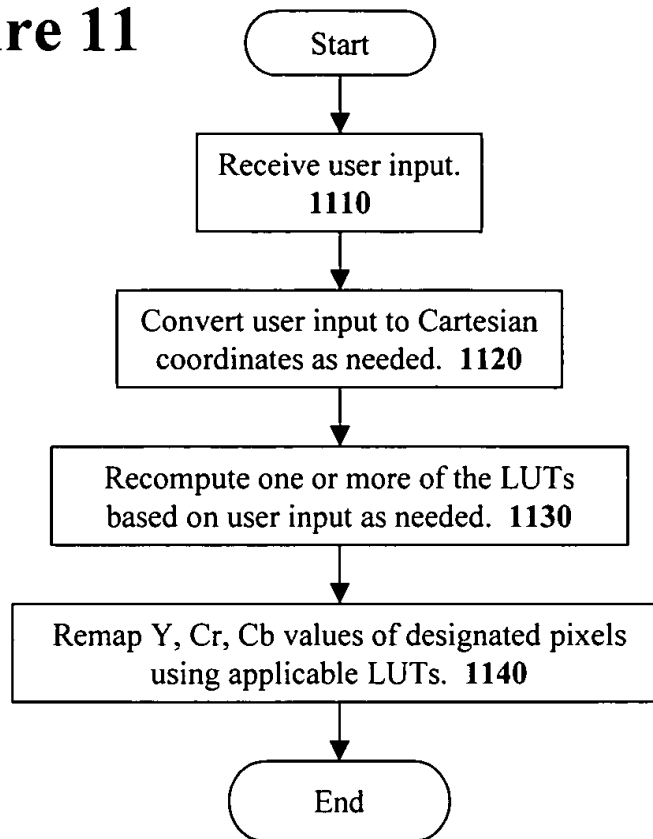 re 11
Start
Receive user input.
1110
Convert user input to Cartesian
coordinates as needed. 1120
Recompute one or more of the LUTs
based on user input as needed. 1130
Remap Y, Cr, Cb values of designated pixels
using applicable LUTs. 1140
End